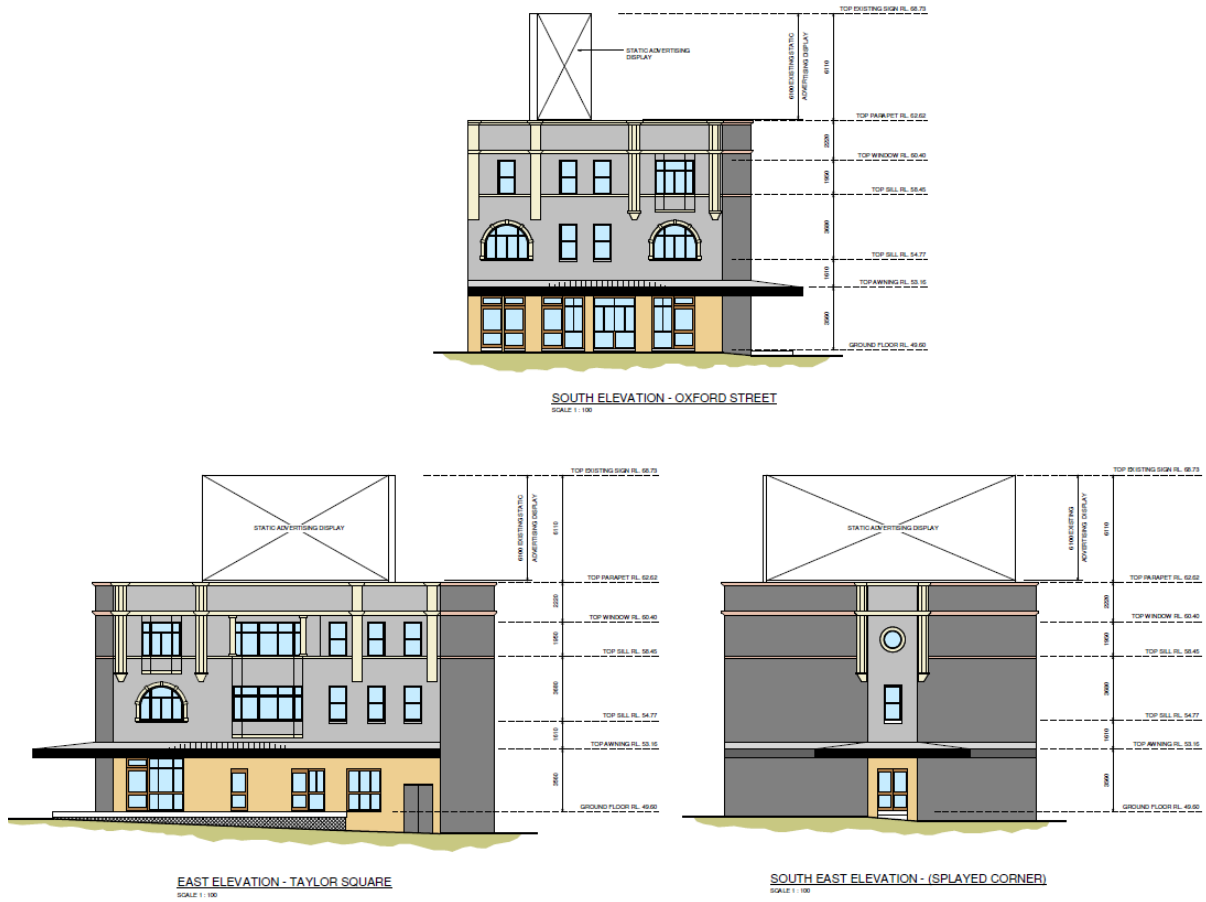 TOP EXISTING SIGN RL. 68.73
STATIC ADVERTISING
DISPLAY
6100 EXISTING STATIC
ADVERTISING DISPLAY
6110
TOP PARAPET RL. 62.62
2220
TOP WINDOW RL. 60.40
1950
TOP SILL RL. 58.45
3680
TOP SILL RL. 54.77
1610
TOP AWNING RL. 53.16
3560
GROUND FLOOR RL. 49.60
SOUTH ELEVATION - OXFORD STREET
SCALE 1 : 100
TOP EXISTING SIGN RL. 68.73
STATIC ADVERTISING DISPLAY
6100 EXISTING STATIC
ADVERTISING DISPLAY
6110
TOP PARAPET RL. 62.62
2220
TOP WINDOW RL. 60.40
1950
TOP SILL RL. 58.45
3680
TOP SILL RL. 54.77
1610
TOP AWNING RL. 53.16
3560
GROUND FLOOR RL. 49.60
EAST ELEVATION - TAYLOR SQUARE
SCALE 1 : 100
TOP EXISTING SIGN RL. 68.73
STATIC ADVERTISING DISPLAY
6100 EXISTING
ADVERTISING DISPLAY
6110
TOP PARAPET RL. 62.62
2220
TOP WINDOW RL. 60.40
1950
TOP SILL RL. 58.45
3680
TOP SILL RL. 54.77
1610
TOP AWNING RL. 53.16
3560
GROUND FLOOR RL. 49.60
SOUTH EAST ELEVATION - (SPLAYED CORNER)
SCALE 1 : 100